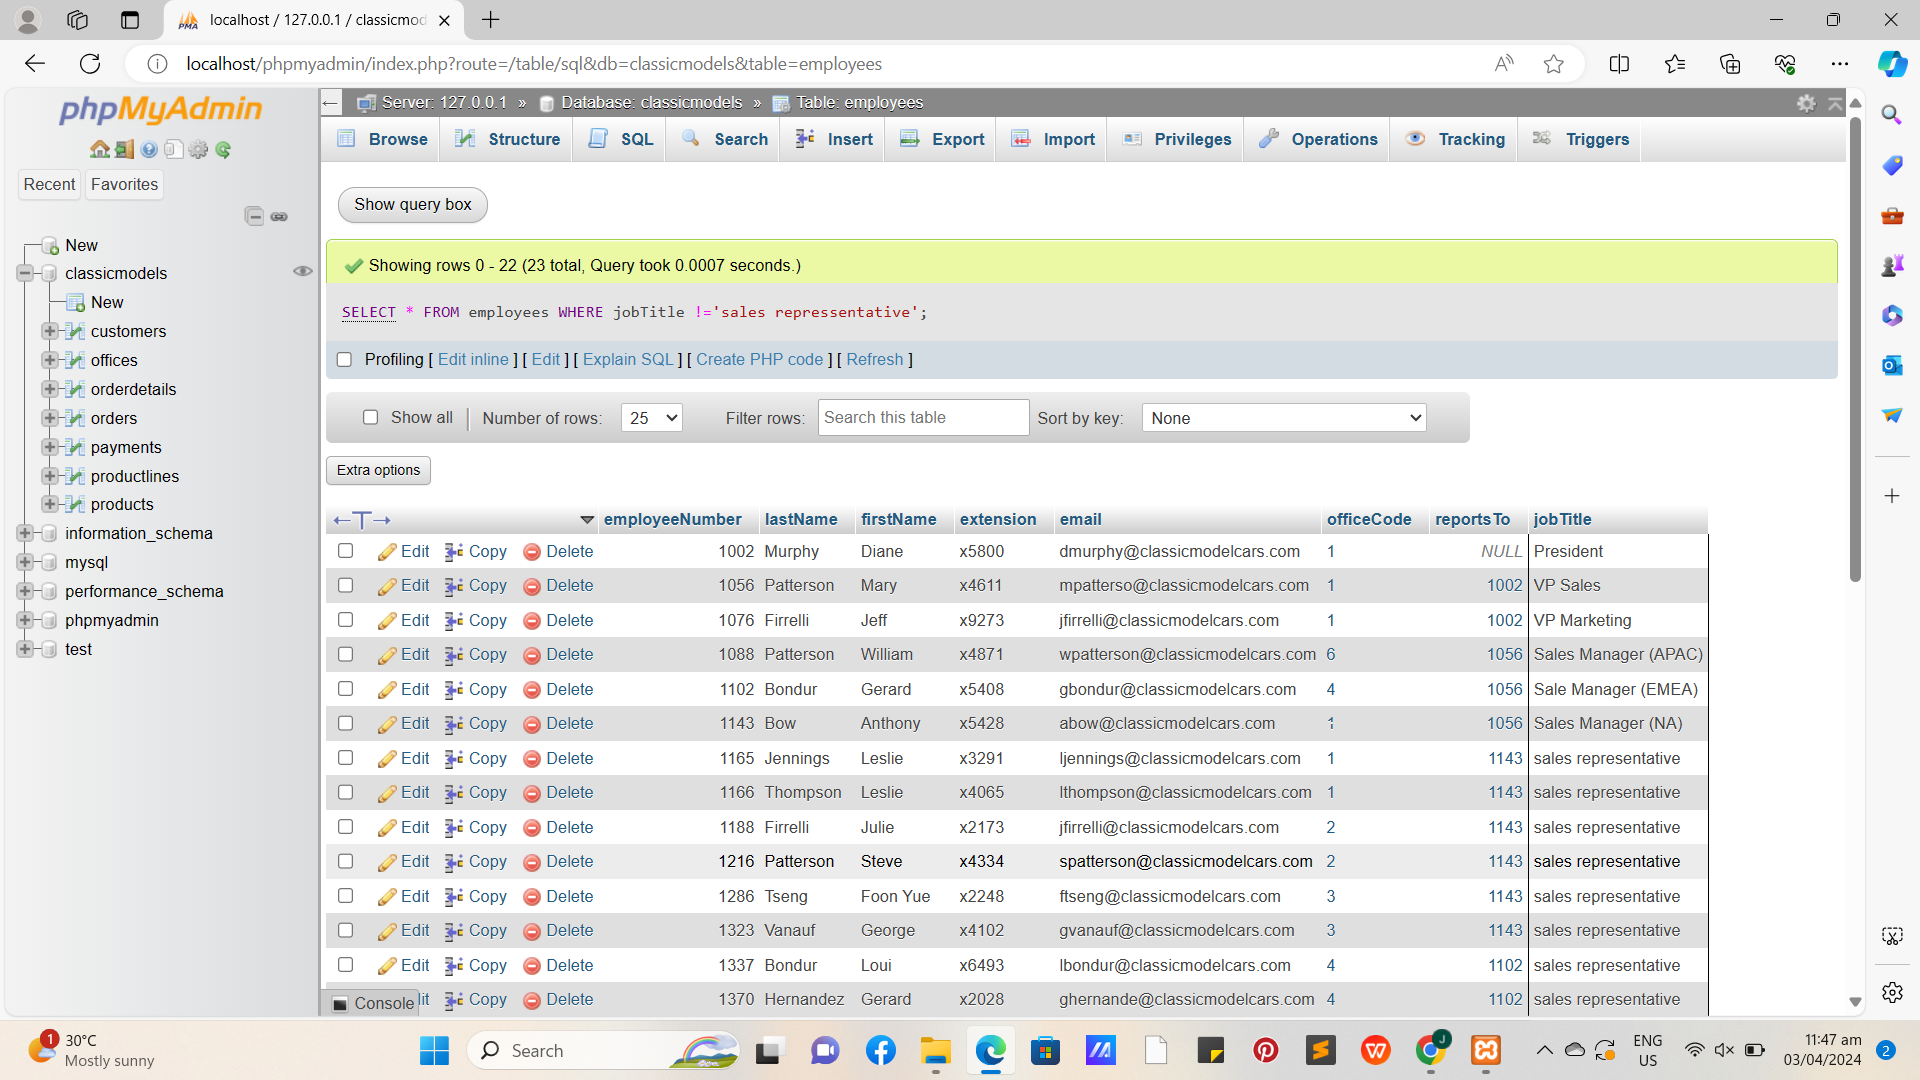 localhost / 127.0.0.1 / classicmod
localhost/phpmyadmin/index.php?route=/table/sql&db=classicmodels&table=employees
phpMyAdmin
Recent Favorites
New
classicmodels
New
customers
offices
orderdetails
orders
payments
productlines
products
information_schema
mysql
performance_schema
phpmyadmin
test
Server: 127.0.0.1 » Database: classicmodels » Table: employees
Browse Structure SQL Search Insert Export Import Privileges Operations Tracking Triggers
Show query box
Showing rows 0 - 22 (23 total, Query took 0.0007 seconds.)
SELECT * FROM employees WHERE jobTitle !='sales repressentative';
Profiling [ Edit inline ] [ Edit ] [ Explain SQL ] [ Create PHP code ] [ Refresh ]
Show all Number of rows: 25 Filter rows: Search this table Sort by key: None
Extra options
←T→ employeeNumber lastName firstName extension email officeCode reportsTo jobTitle
Edit Copy Delete 1002 Murphy Diane x5800 dmurphy@classicmodelcars.com 1 NULL President
Edit Copy Delete 1056 Patterson Mary x4611 mpatterso@classicmodelcars.com 1 1002 VP Sales
Edit Copy Delete 1076 Firrelli Jeff x9273 jfirrelli@classicmodelcars.com 1 1002 VP Marketing
Edit Copy Delete 1088 Patterson William x4871 wpatterson@classicmodelcars.com 6 1056 Sales Manager (APAC)
Edit Copy Delete 1102 Bondur Gerard x5408 gbondur@classicmodelcars.com 4 1056 Sale Manager (EMEA)
Edit Copy Delete 1143 Bow Anthony x5428 abow@classicmodelcars.com 1 1056 Sales Manager (NA)
Edit Copy Delete 1165 Jennings Leslie x3291 ljennings@classicmodelcars.com 1 1143 sales representative
Edit Copy Delete 1166 Thompson Leslie x4065 lthompson@classicmodelcars.com 1 1143 sales representative
Edit Copy Delete 1188 Firrelli Julie x2173 jfirrelli@classicmodelcars.com 2 1143 sales representative
Edit Copy Delete 1216 Patterson Steve x4334 spatterson@classicmodelcars.com 2 1143 sales representative
Edit Copy Delete 1286 Tseng Foon Yue x2248 ftseng@classicmodelcars.com 3 1143 sales representative
Edit Copy Delete 1323 Vanauf George x4102 gvanauf@classicmodelcars.com 3 1143 sales representative
Edit Copy Delete 1337 Bondur Loui x6493 lbondur@classicmodelcars.com 4 1102 sales representative
Copy Delete 1370 Hernandez Gerard x2028 ghernande@classicmodelcars.com 4 1102 sales representative
Console
1 30°C
Mostly sunny
Search
ENG
US
11:47 am
03/04/2024
2